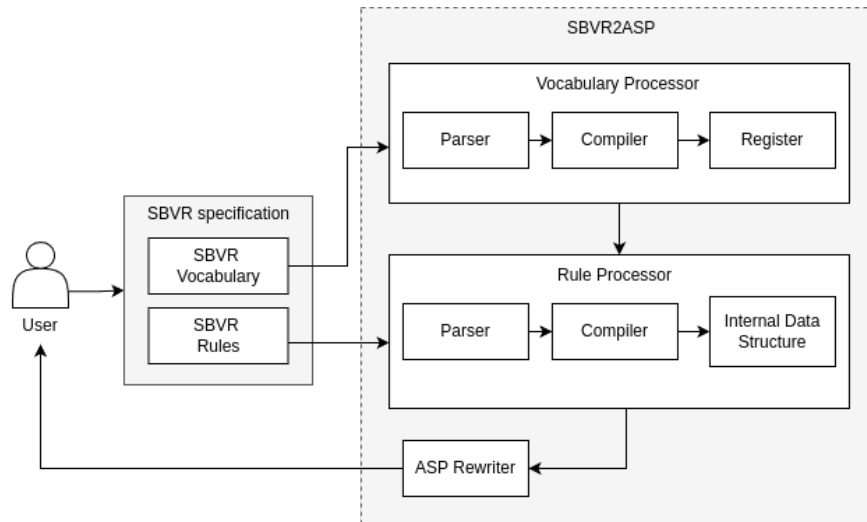 SBVR2ASP
Vocabulary Processor
Parser
Compiler
Register
SBVR specification
SBVR
Vocabulary
SBVR
Rules
User
Rule Processor
Parser
Compiler
Internal Data
Structure
ASP Rewriter